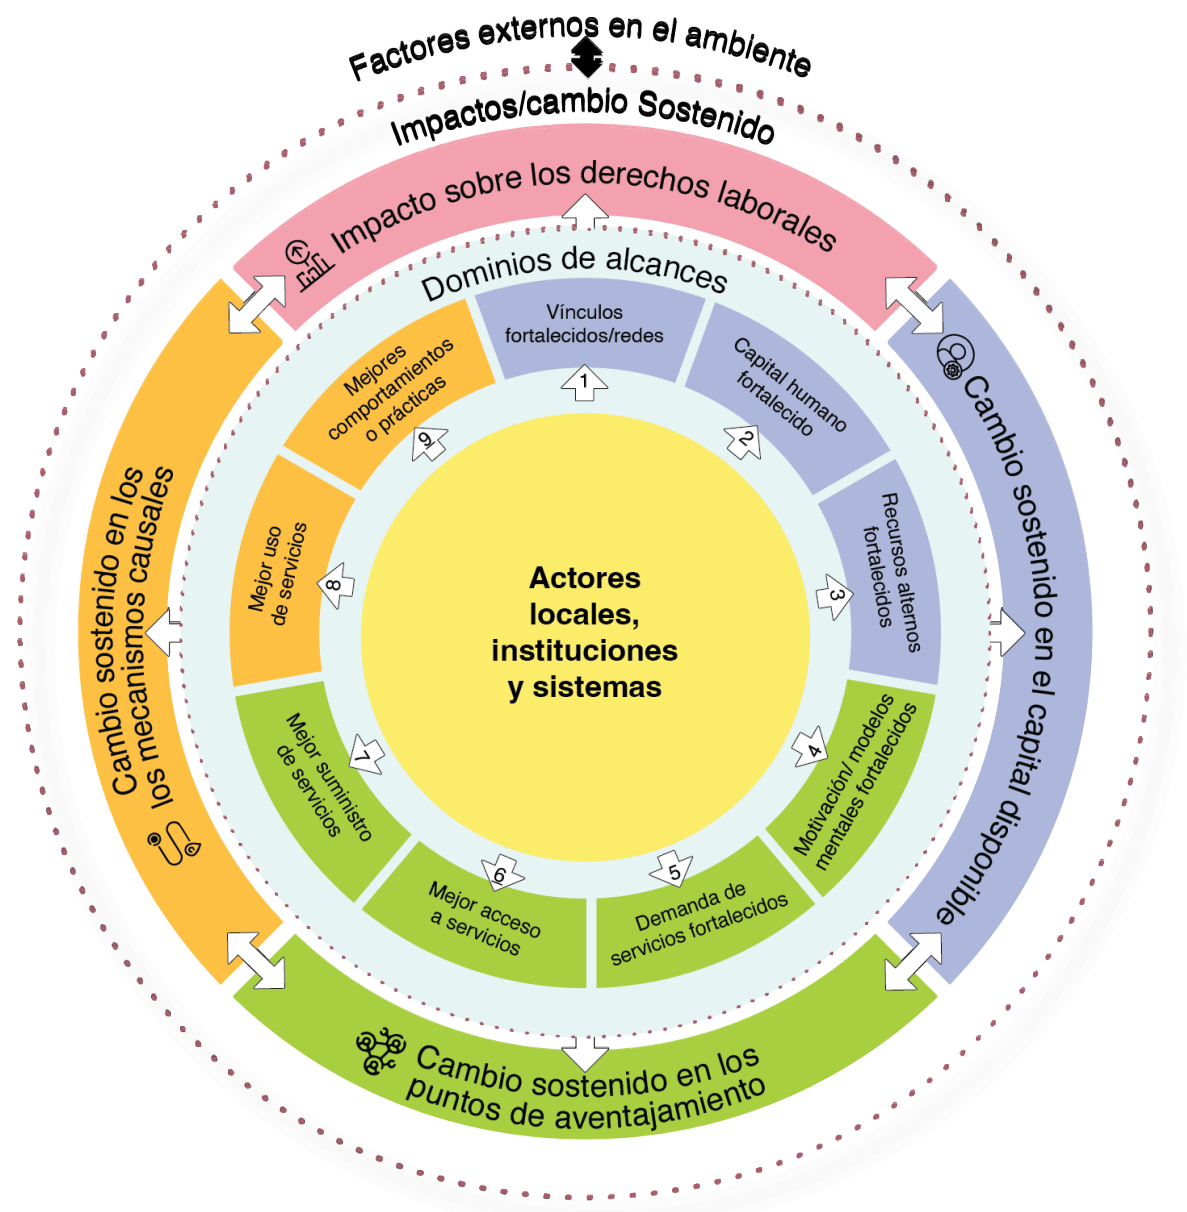 Factores externos en el ambiente
Impactos/cambio Sostenido
Impacto sobre los derechos laborales
Dominios de alcances
Vínculos
fortalecidos/redes
1
Capital humano
fortalecido
2
Recursos alternos
fortalecidos
3
Motivación/ modelos
mentales fortalecidos
4
Demanda de
servicios fortalecidos
5
Mejor acceso
a servicios
6
Mejor suministro
de servicios
7
Mejor uso
de servicios
8
Mejores
comportamientos
o prácticas
9
Actores
locales,
instituciones
y sistemas
Cambio sostenido en el capital disponible
Cambio sostenido en los
puntos de aventajamiento
Cambio sostenido en los
los mecanismos causales